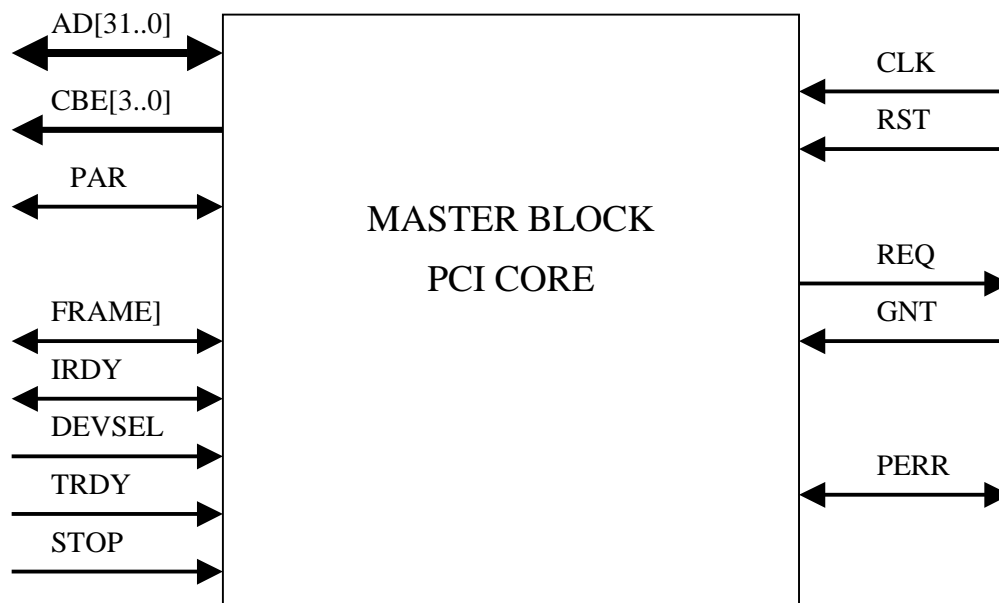 AD[31..0]
CBE[3..0]
PAR
FRAME]
IRDY
DEVSEL
TRDY
STOP
MASTER BLOCK
PCI CORE
CLK
RST
REQ
GNT
PERR